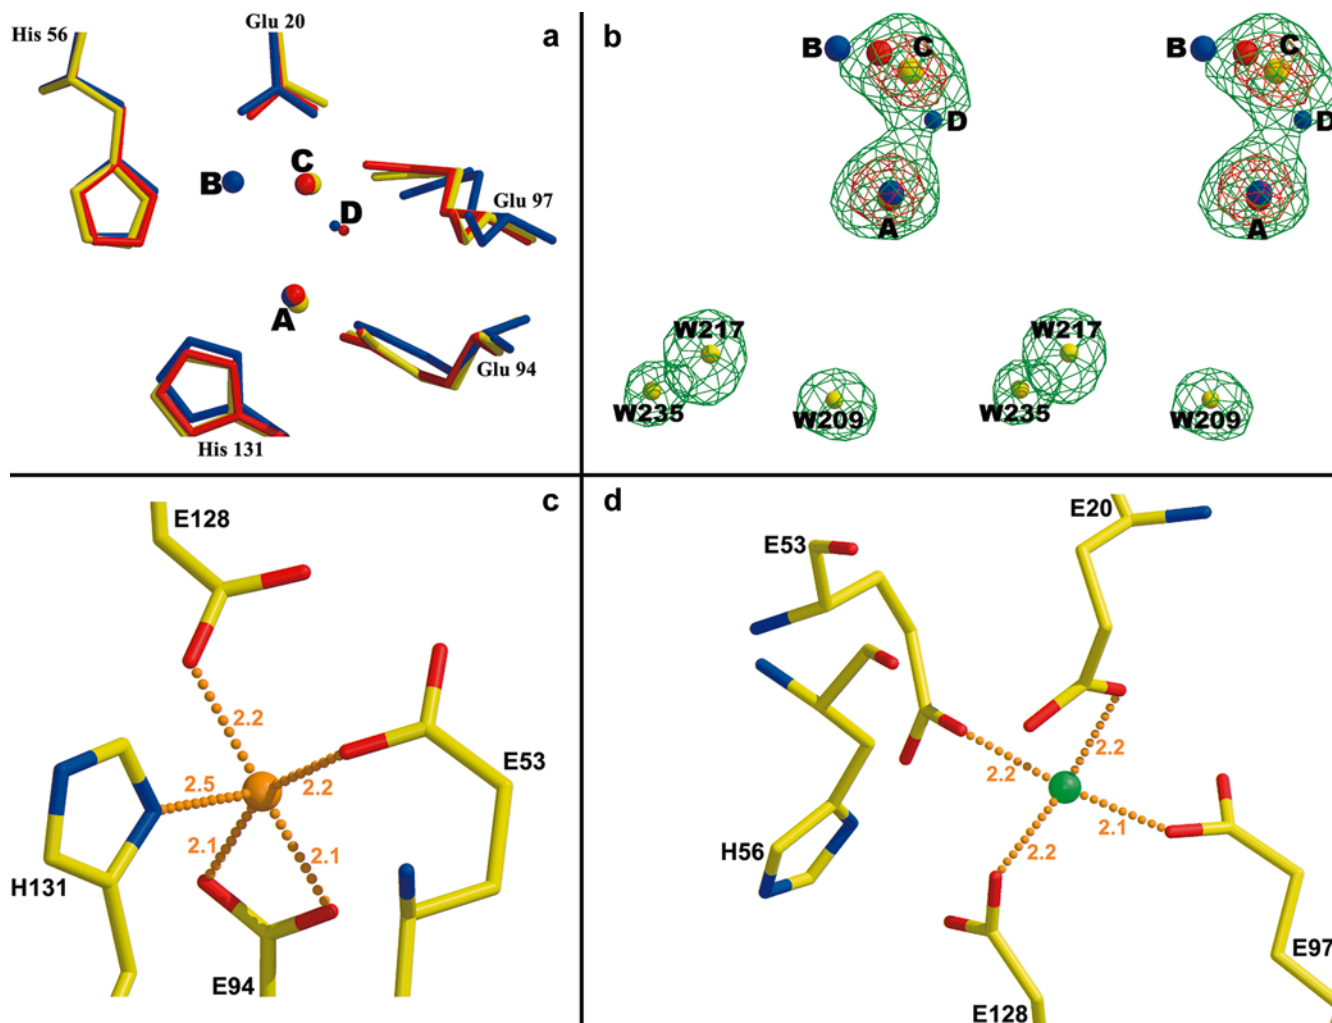 a
His 56
Glu 20
B
C
D
Glu 97
A
Glu 94
His 131
b
B
C
D
A
W217
W235
W209
B
C
D
A
W217
W235
W209
c
E128
2.2
E53
2.5
2.2
2.1
2.1
H131
E94
d
E20
E53
2.2
2.2
H56
2.1
2.2
E97
E128